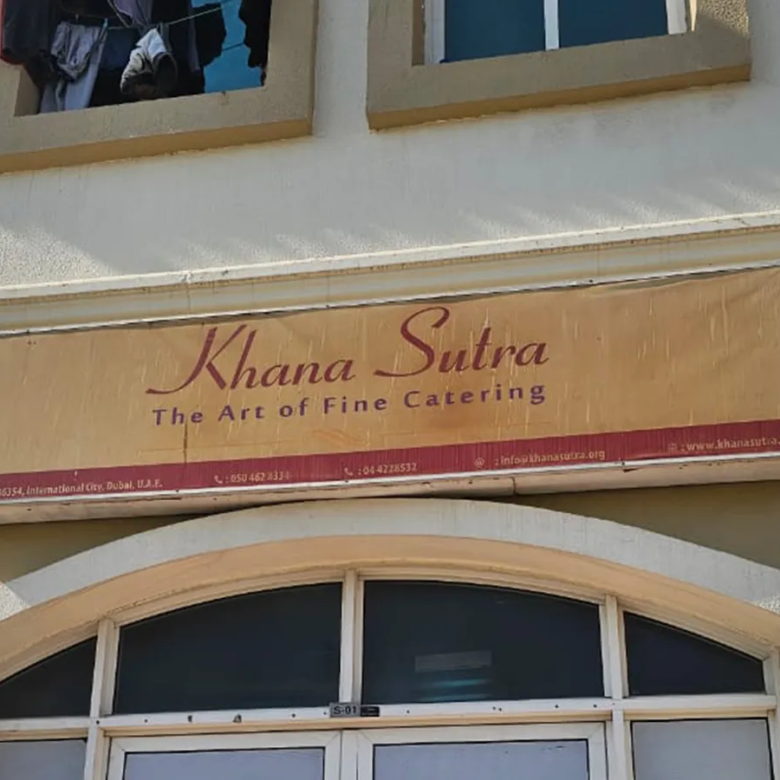 Khana Sutra
The Art of Fine Catering
International City, Dubai, U.A.E. : 050 462 8334 : 04 4228532 @ : info@khanasutra.org : www.khanasutra.
S-01